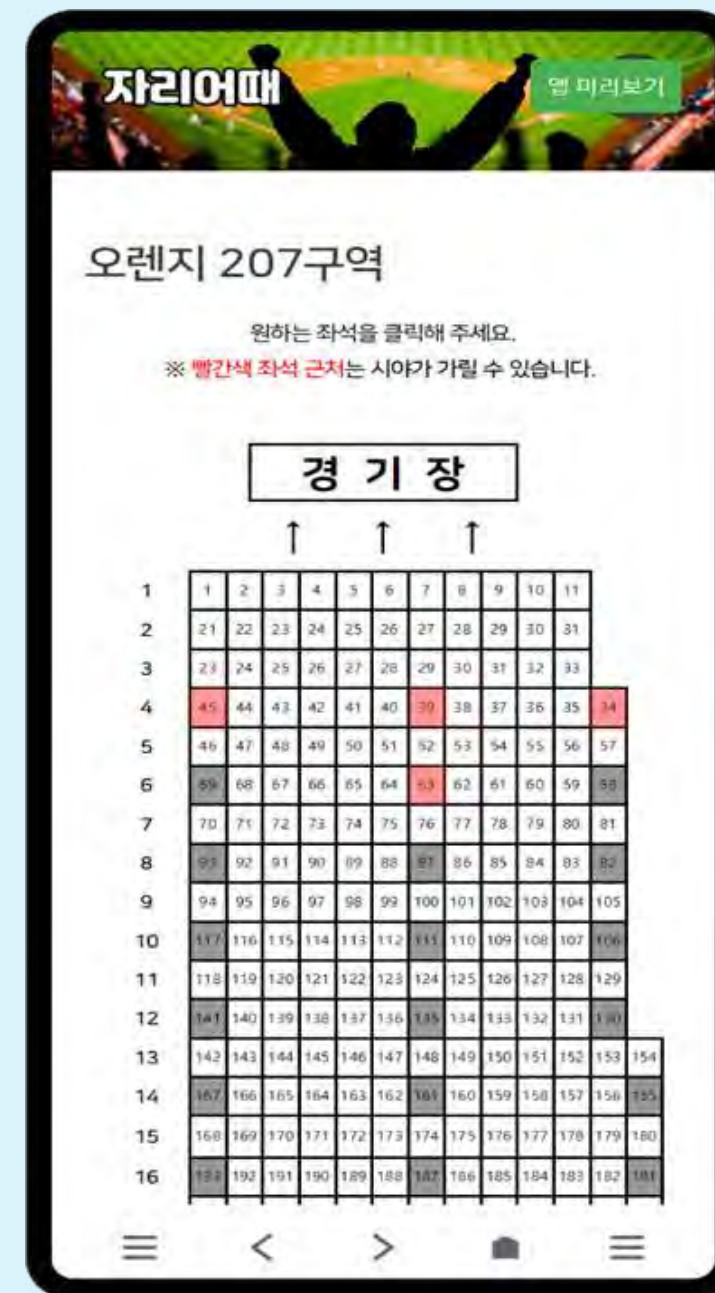 자리어때
앱 미리보기
오렌지 207구역
원하는 좌석을 클릭해 주세요.
※ 빨간색 좌석 근처는 시야가 가릴 수 있습니다.
경 기 장
↑ ↑ ↑
1 1 2 3 4 5 6 7 8 9 10 11
2 21 22 23 24 25 26 27 28 29 30 31
3 23 24 25 26 27 28 29 30 31 32 33
4 45 44 43 42 41 40 39 38 37 36 35 34
5 46 47 48 49 50 51 52 53 54 55 56 57
6 69 68 67 66 65 64 63 62 61 60 59 58
7 70 71 72 73 74 75 76 77 78 79 80 81
8 93 92 91 90 89 88 87 86 85 84 83 82
9 94 95 96 97 98 99 100 101 102 103 104 105
10 117 116 115 114 113 112 111 110 109 108 107 106
11 118 119 120 121 122 123 124 125 126 127 128 129
12 141 140 139 138 137 136 135 134 133 132 131 130
13 142 143 144 145 146 147 148 149 150 151 152 153 154
14 167 166 165 164 163 162 161 160 159 158 157 156 155
15 168 169 170 171 172 173 174 175 176 177 178 179 180
16 193 192 191 190 189 188 187 186 185 184 183 182 181